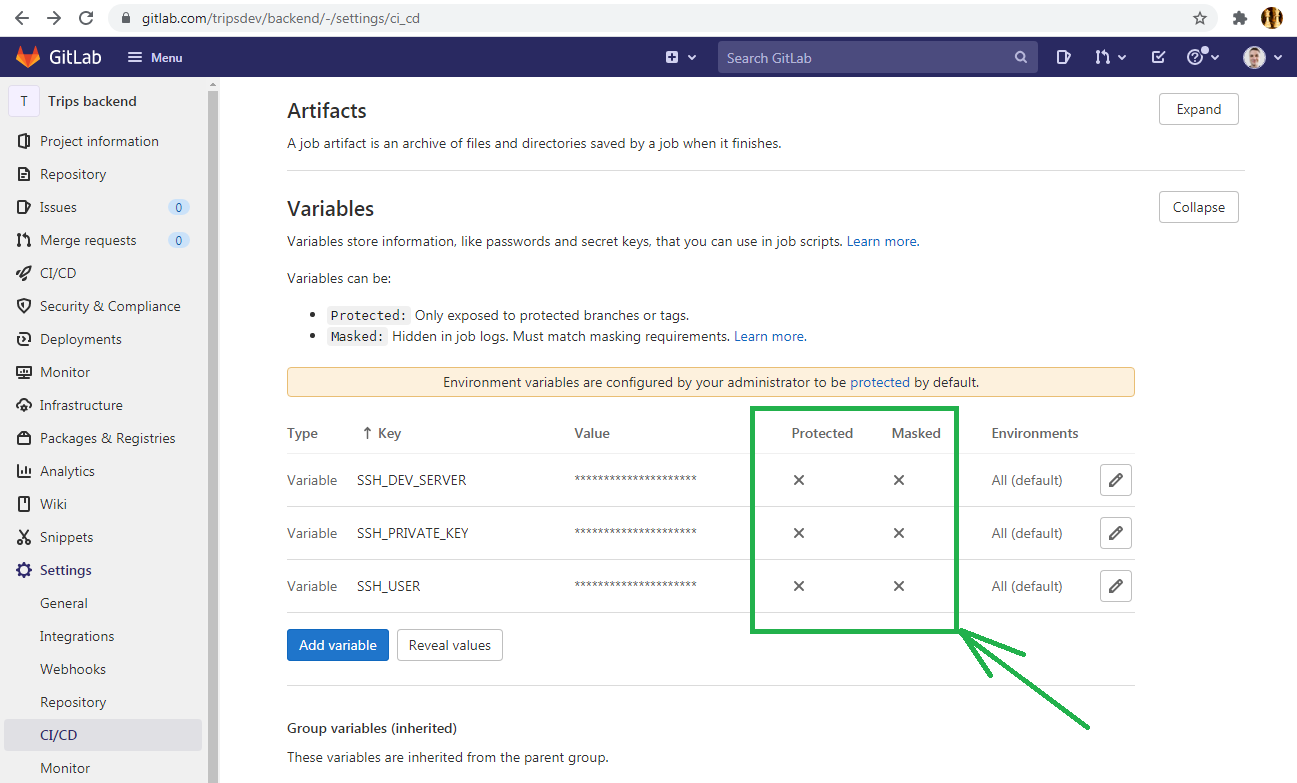 gitlab.com/tripsdev/backend/-/settings/ci_cd
GitLab
Menu
Search GitLab
T
Trips backend
Project information
Repository
Issues
0
Merge requests
0
CI/CD
Security & Compliance
Deployments
Monitor
Infrastructure
Packages & Registries
Analytics
Wiki
Snippets
Settings
General
Integrations
Webhooks
Repository
CI/CD
Monitor
Artifacts
Expand
A job artifact is an archive of files and directories saved by a job when it finishes.
Variables
Collapse
Variables store information, like passwords and secret keys, that you can use in job scripts. Learn more.
Variables can be:
Protected: Only exposed to protected branches or tags.
Masked: Hidden in job logs. Must match masking requirements. Learn more.
Environment variables are configured by your administrator to be protected by default.
Type ↑ Key Value Protected Masked Environments
Variable SSH_DEV_SERVER ********************* All (default)
Variable SSH_PRIVATE_KEY ********************* All (default)
Variable SSH_USER ********************* All (default)
Add variable
Reveal values
Group variables (inherited)
These variables are inherited from the parent group.